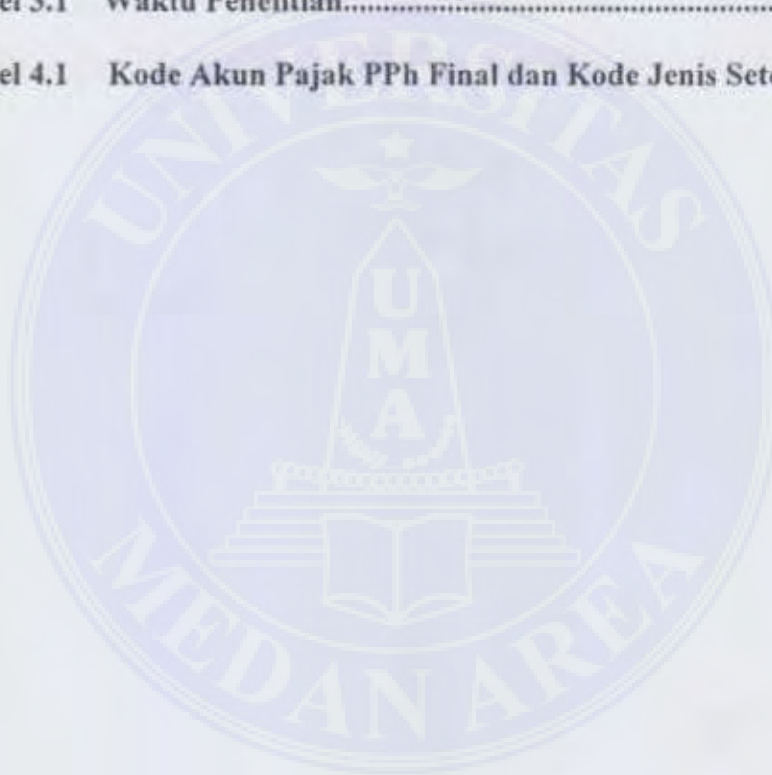 el 3.1 Waktu Penelitian
el 4.1 Kode Akun Pajak PPh Final dan Kode Jenis Seto
UNIVERSITAS
UMA
MEDAN AREA